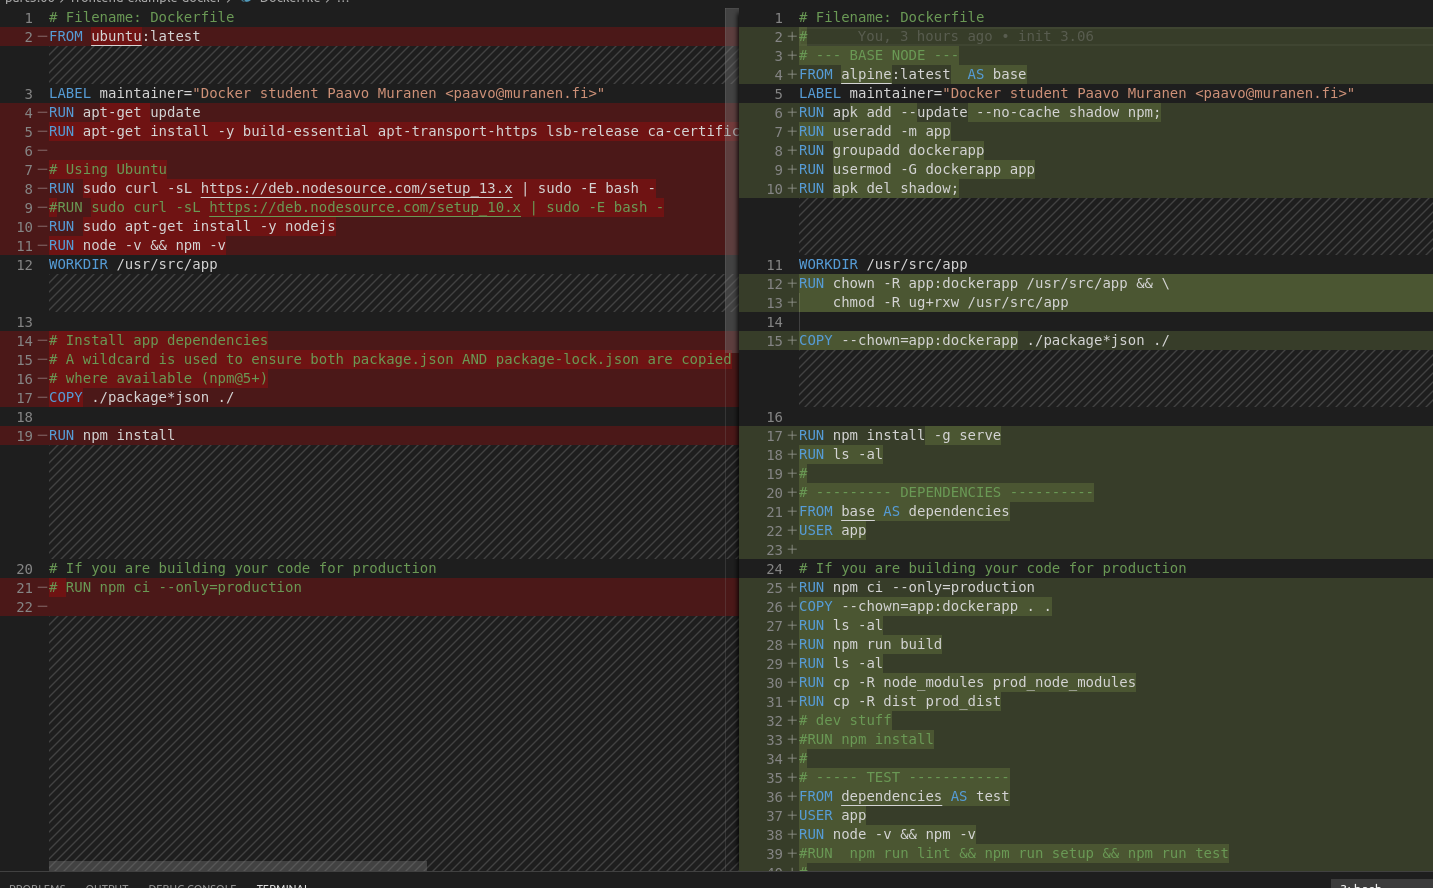 1 # Filename: Dockerfile
2 —FROM ubuntu:latest
3 LABEL maintainer="Docker student Paavo Muranen <paavo@muranen.fi>"
4 —RUN apt-get update
5 —RUN apt-get install -y build-essential apt-transport-https lsb-release ca-certific
6 —
7 —# Using Ubuntu
8 —RUN sudo curl -sL https://deb.nodesource.com/setup_13.x | sudo -E bash -
9 —#RUN sudo curl -sL https://deb.nodesource.com/setup_10.x | sudo -E bash -
10 —RUN sudo apt-get install -y nodejs
11 —RUN node -v && npm -v
12 WORKDIR /usr/src/app
13
14 —# Install app dependencies
15 —# A wildcard is used to ensure both package.json AND package-lock.json are copied
16 —# where available (npm@5+)
17 —COPY ./package*json ./
18
19 —RUN npm install
20 # If you are building your code for production
21 —# RUN npm ci --only=production
22 —
1 # Filename: Dockerfile
2 +# You, 3 hours ago • init 3.06
3 +# --- BASE NODE ---
4 +FROM alpine:latest  AS base
5 LABEL maintainer="Docker student Paavo Muranen <paavo@muranen.fi>"
6 +RUN apk add --update --no-cache shadow npm;
7 +RUN useradd -m app
8 +RUN groupadd dockerapp
9 +RUN usermod -G dockerapp app
10 +RUN apk del shadow;
11 WORKDIR /usr/src/app
12 +RUN chown -R app:dockerapp /usr/src/app && \
13 +    chmod -R ug+rxw /usr/src/app
14
15 +COPY --chown=app:dockerapp ./package*json ./
16
17 +RUN npm install -g serve
18 +RUN ls -al
19 +#
20 +# --------- DEPENDENCIES ----------
21 +FROM base AS dependencies
22 +USER app
23 +
24 # If you are building your code for production
25 +RUN npm ci --only=production
26 +COPY --chown=app:dockerapp . .
27 +RUN ls -al
28 +RUN npm run build
29 +RUN ls -al
30 +RUN cp -R node_modules prod_node_modules
31 +RUN cp -R dist prod_dist
32 +# dev stuff
33 +#RUN npm install
34 +#
35 +# ----- TEST ------------
36 +FROM dependencies AS test
37 +USER app
38 +RUN node -v && npm -v
39 +#RUN  npm run lint && npm run setup && npm run test
PROBLEMS OUTPUT DEBUG CONSOLE TERMINAL